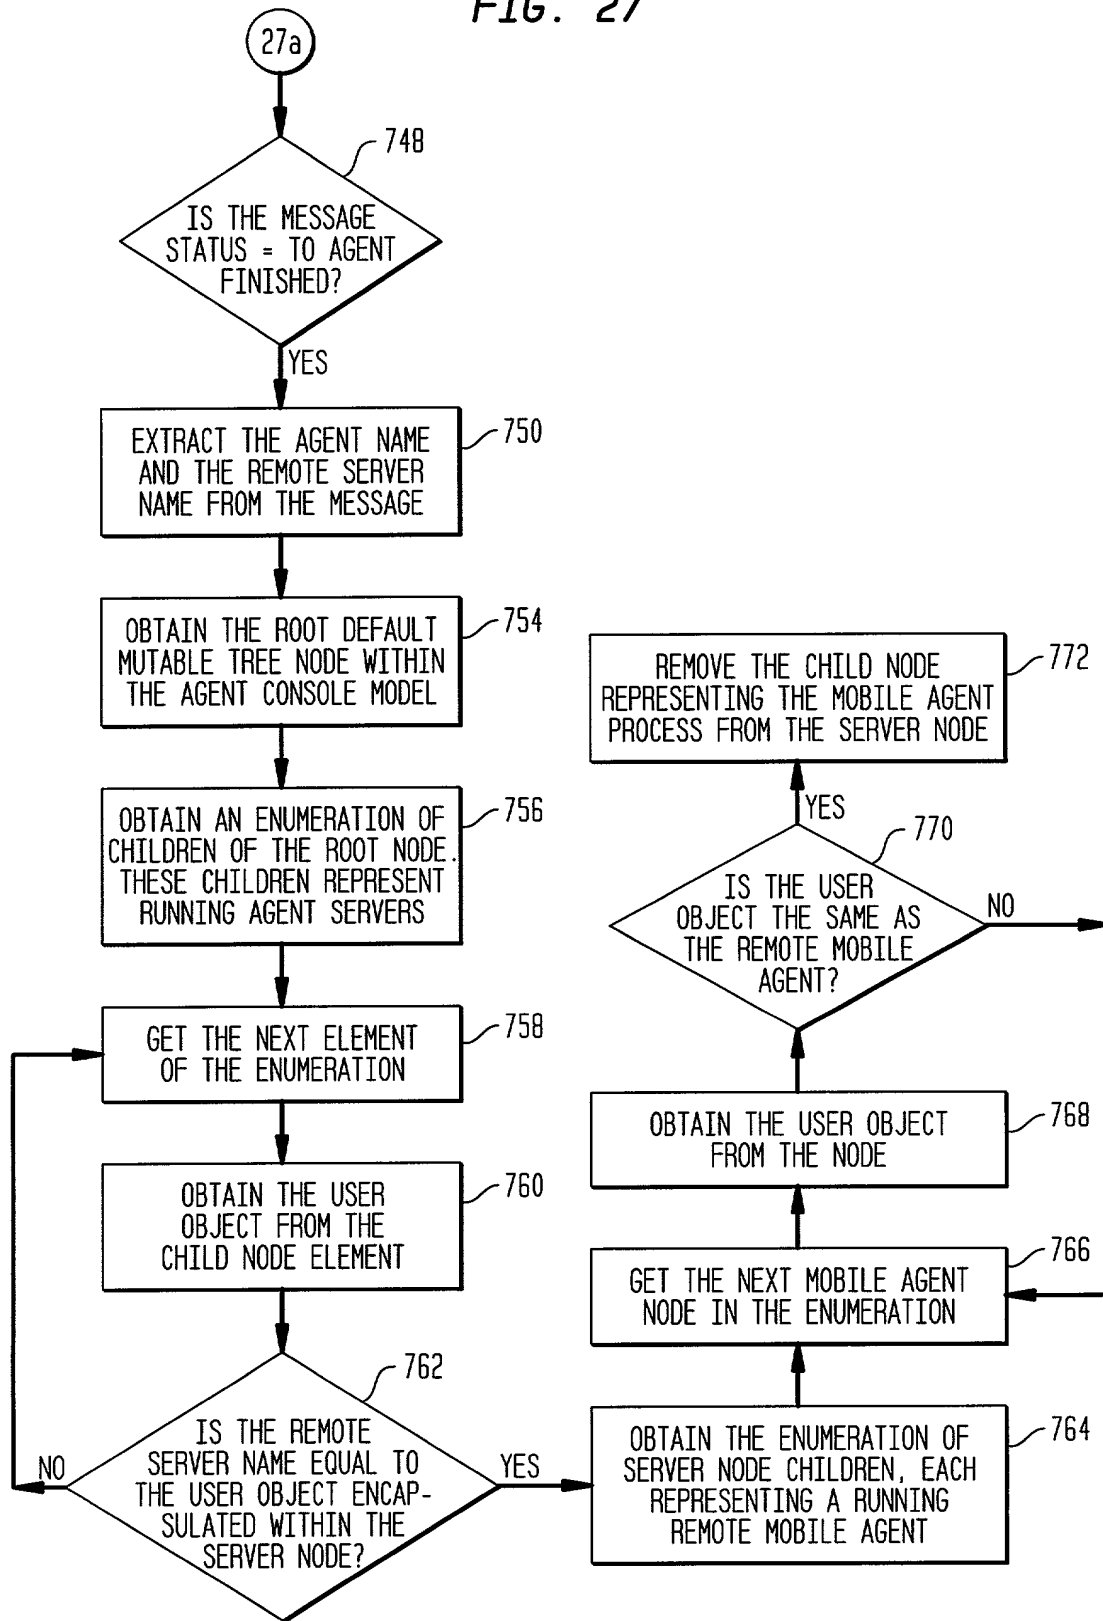 FIG. 27
27a
748
IS THE MESSAGE
STATUS = TO AGENT
FINISHED?
YES
750
EXTRACT THE AGENT NAME
AND THE REMOTE SERVER
NAME FROM THE MESSAGE
754
OBTAIN THE ROOT DEFAULT
MUTABLE TREE NODE WITHIN
THE AGENT CONSOLE MODEL
756
OBTAIN AN ENUMERATION OF
CHILDREN OF THE ROOT NODE.
THESE CHILDREN REPRESENT
RUNNING AGENT SERVERS
758
GET THE NEXT ELEMENT
OF THE ENUMERATION
760
OBTAIN THE USER
OBJECT FROM THE
CHILD NODE ELEMENT
762
IS THE REMOTE
SERVER NAME EQUAL TO
THE USER OBJECT ENCAP-
SULATED WITHIN THE
SERVER NODE?
NO
YES
764
OBTAIN THE ENUMERATION OF
SERVER NODE CHILDREN, EACH
REPRESENTING A RUNNING
REMOTE MOBILE AGENT
766
GET THE NEXT MOBILE AGENT
NODE IN THE ENUMERATION
768
OBTAIN THE USER OBJECT
FROM THE NODE
770
IS THE USER
OBJECT THE SAME AS
THE REMOTE MOBILE
AGENT?
NO
YES
772
REMOVE THE CHILD NODE
REPRESENTING THE MOBILE AGENT
PROCESS FROM THE SERVER NODE